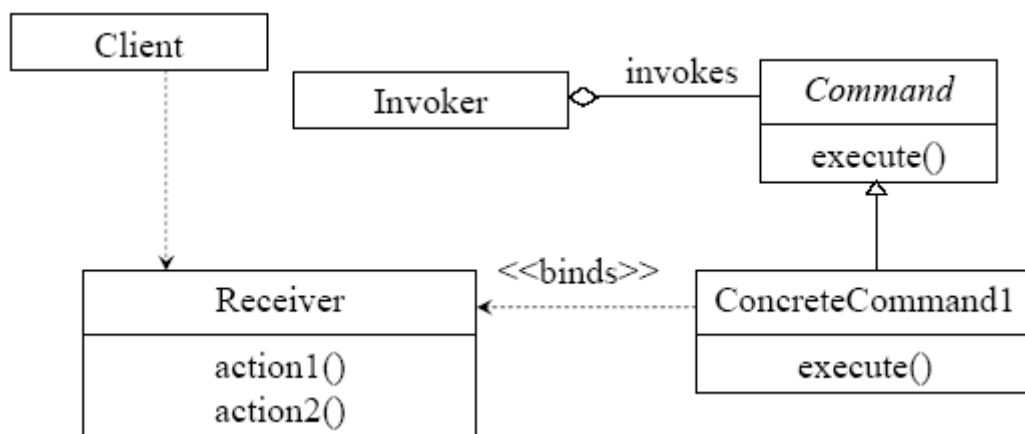 Client
Invoker
invokes
Command
execute()
Receiver
action1()
action2()
<<binds>>
ConcreteCommand1
execute()